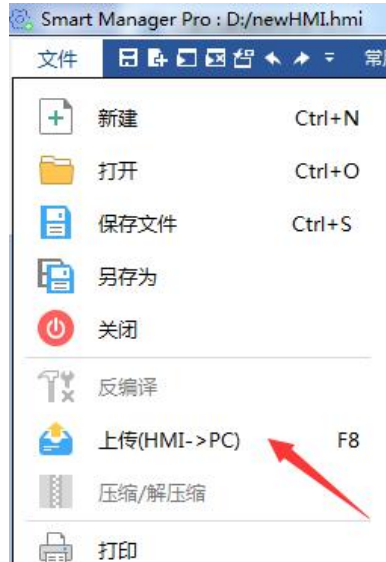 Smart Manager Pro : D:/newHMI.hmi
文件
新建 Ctrl+N
打开 Ctrl+O
保存文件 Ctrl+S
另存为
关闭
反编译
上传(HMI->PC) F8
压缩/解压缩
打印